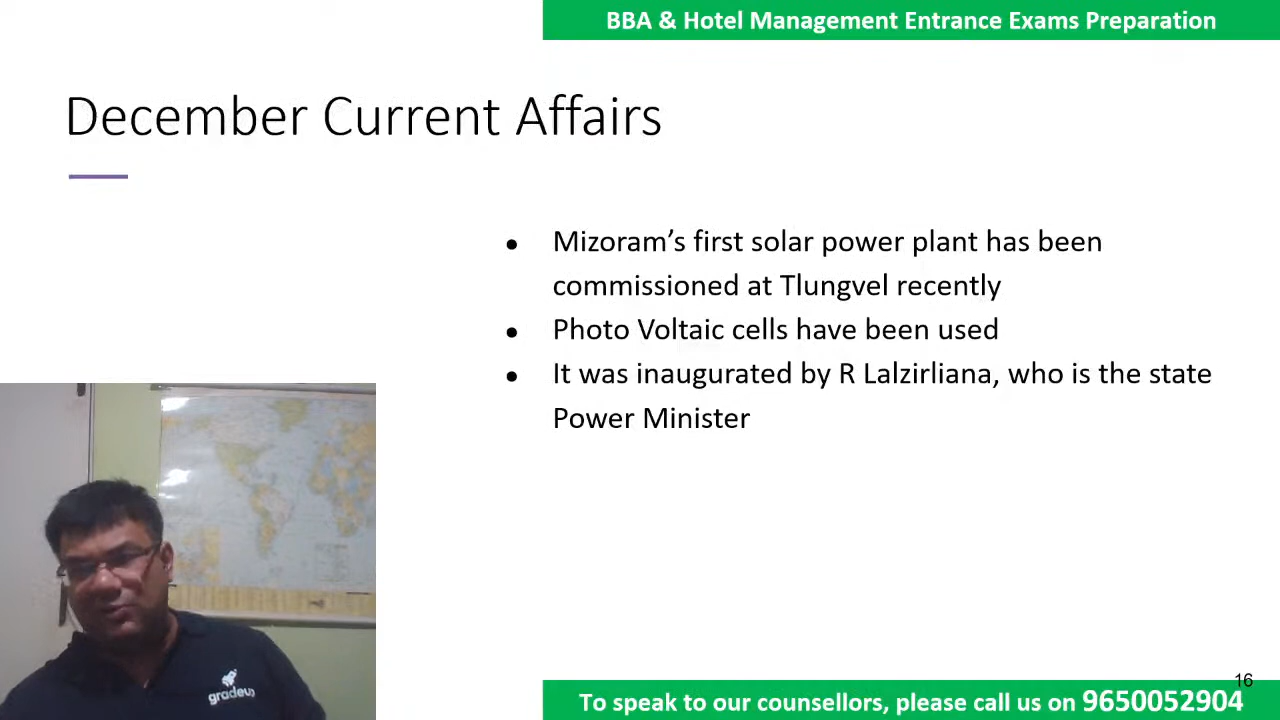 BBA & Hotel Management Entrance Exams Preparation
December Current Affairs
● Mizoram’s first solar power plant has been
commissioned at Tlungvel recently
● Photo Voltaic cells have been used
● It was inaugurated by R Lalzirliana, who is the state
Power Minister
gradeup
16
To speak to our counsellors, please call us on 9650052904